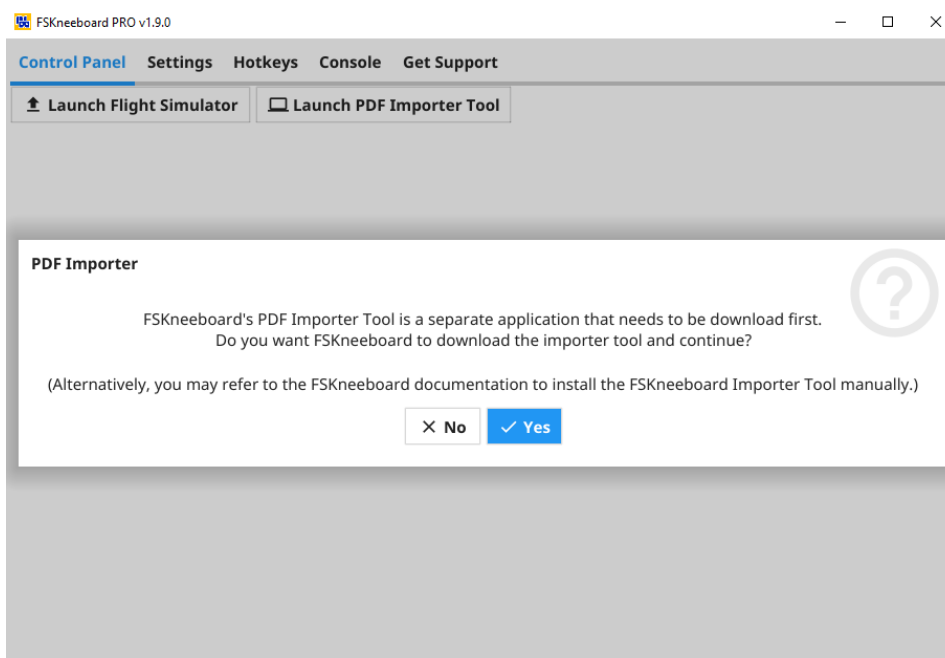 FSKneeboard PRO v1.9.0
Control Panel Settings Hotkeys Console Get Support
Launch Flight Simulator Launch PDF Importer Tool
PDF Importer
FSKneeboard's PDF Importer Tool is a separate application that needs to be download first.
Do you want FSKneeboard to download the importer tool and continue?
(Alternatively, you may refer to the FSKneeboard documentation to install the FSKneeboard Importer Tool manually.)
No Yes